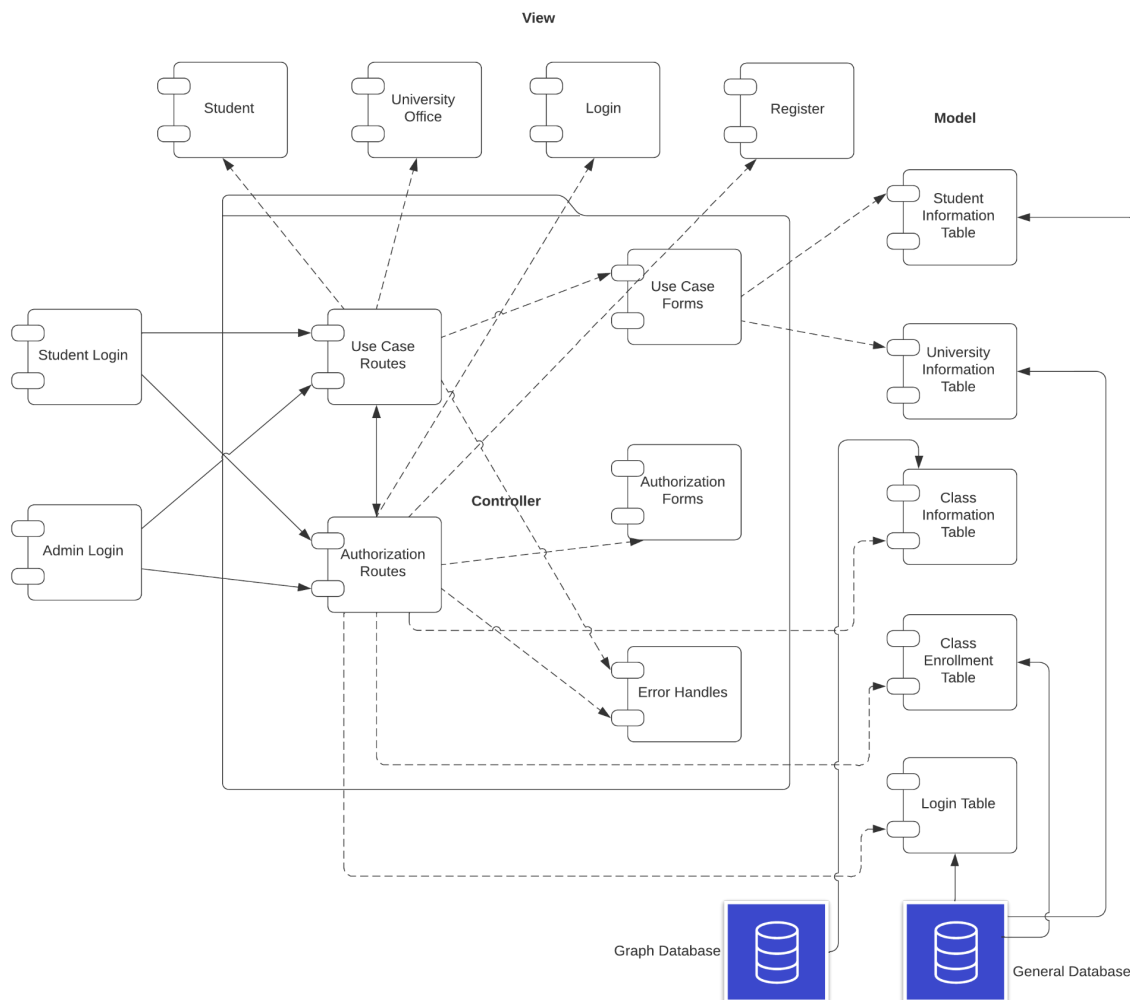 View
Student
University
Office
Login
Register
Model
Student
Information
Table
Use Case
Forms
Student Login
Use Case
Routes
University
Information
Table
Authorization
Forms
Controller
Class
Information
Table
Admin Login
Authorization
Routes
Class
Enrollment
Table
Error Handles
Login Table
Graph Database
General Database